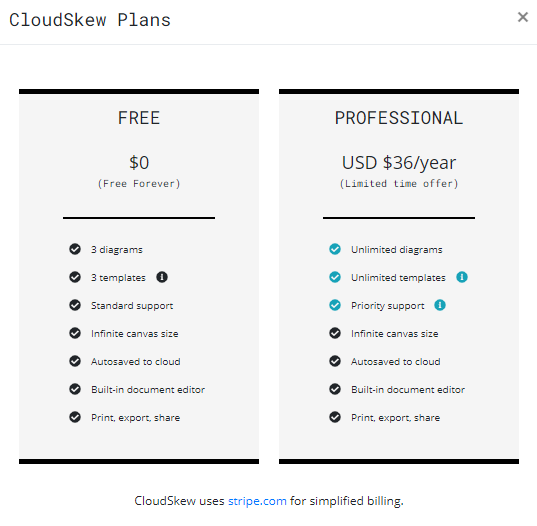 CloudSkew Plans
FREE
$0
(Free Forever)
3 diagrams
3 templates
Standard support
Infinite canvas size
Autosaved to cloud
Built-in document editor
Print, export, share
PROFESSIONAL
USD $36/year
(Limited time offer)
Unlimited diagrams
Unlimited templates
Priority support
Infinite canvas size
Autosaved to cloud
Built-in document editor
Print, export, share
CloudSkew uses stripe.com for simplified billing.